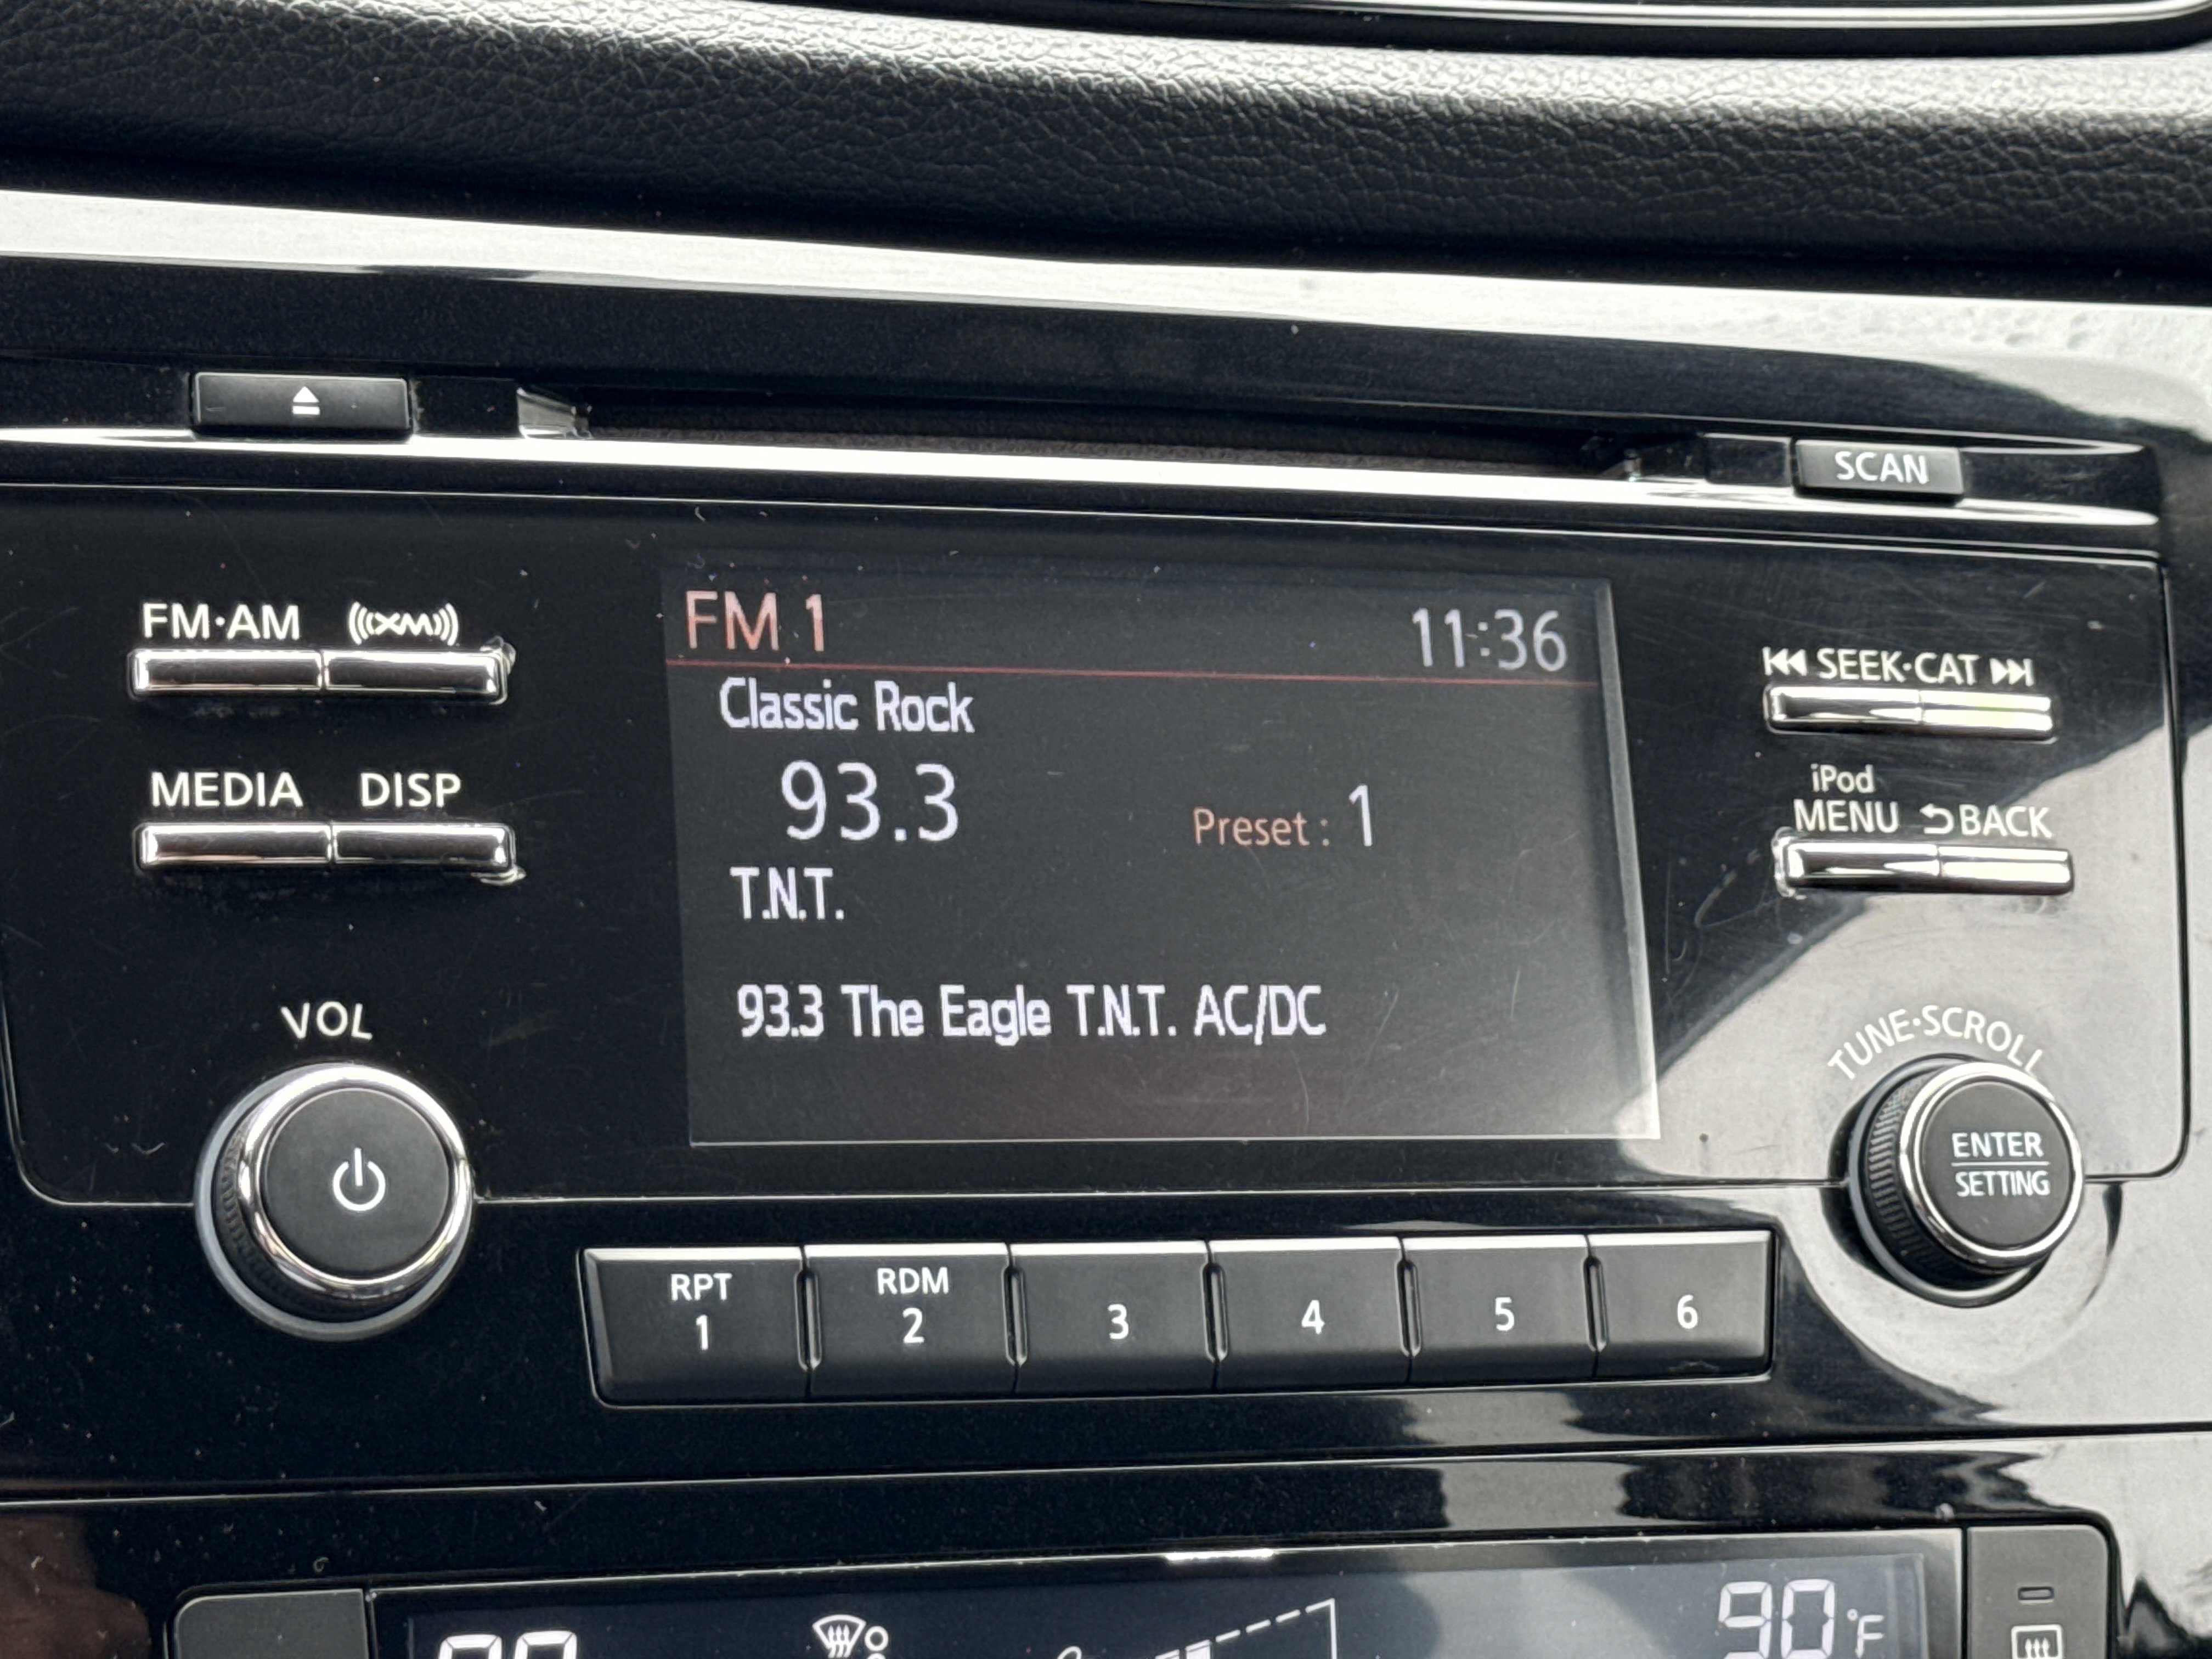 SCAN
FM·AM XM
FM 1 11:36
SEEK·CAT
Classic Rock
MEDIA DISP
93.3 Preset : 1
iPod
MENU BACK
T.N.T.
93.3 The Eagle T.N.T. AC/DC
VOL
TUNE·SCROLL
ENTER
SETTING
RPT RDM
1 2 3 4 5 6
90°F